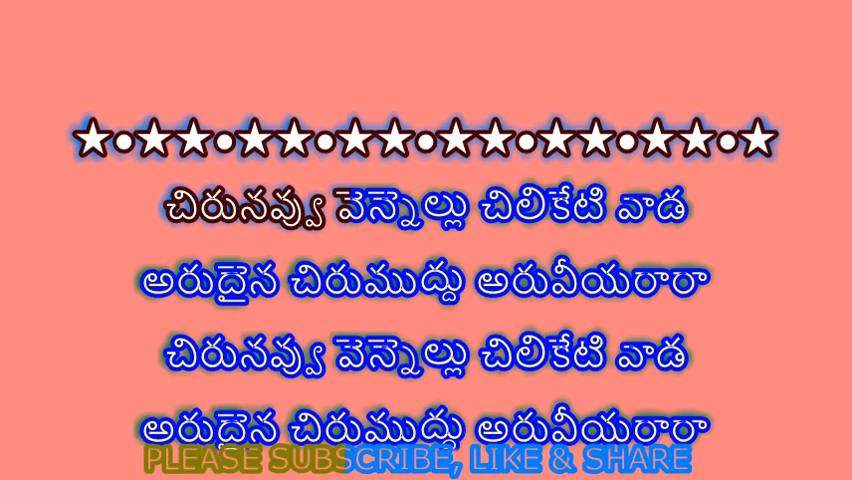 ★•★★•★★•★★•★★•★★•★★•★
చిరునవ్వు వెన్నెల్లు చిలికేటి వాడ
అరుదైన చిరుముద్దు అరువీయరారా
చిరునవ్వు వెన్నెల్లు చిలికేటి వాడ
అరుదైన చిరుముద్దు అరువీయరారా
PLEASE SUBSCRIBE, LIKE & SHARE